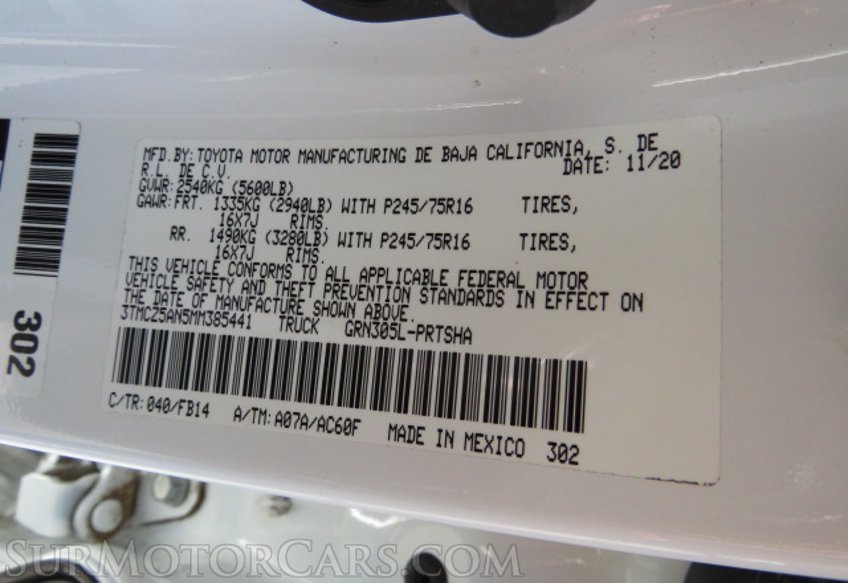 MFD.BY:TOYOTA MOTOR MANUFACTURING DE BAJA CALIFORNIA, S. DE
R.L. DE C.V. DATE: 11/20
GVWR:2540KG (5600LB)
GAWR:FRT. 1335KG (2940LB) WITH P245/75R16 TIRES,
16X7J RIMS.
RR. 1490KG (3280LB) WITH P245/75R16 TIRES,
16X7J RIMS.
THIS VEHICLE CONFORMS TO ALL APPLICABLE FEDERAL MOTOR
VEHICLE SAFETY AND THEFT PREVENTION STANDARDS IN EFFECT ON
THE DATE OF MANUFACTURE SHOWN ABOVE.
3TMCZ5AN5MM385441 TRUCK GRN305L-PRTSHA
C/TR:040/FB14 A/TM:A07A/AC60F MADE IN MEXICO 302
302
SURMOTORCARS.COM